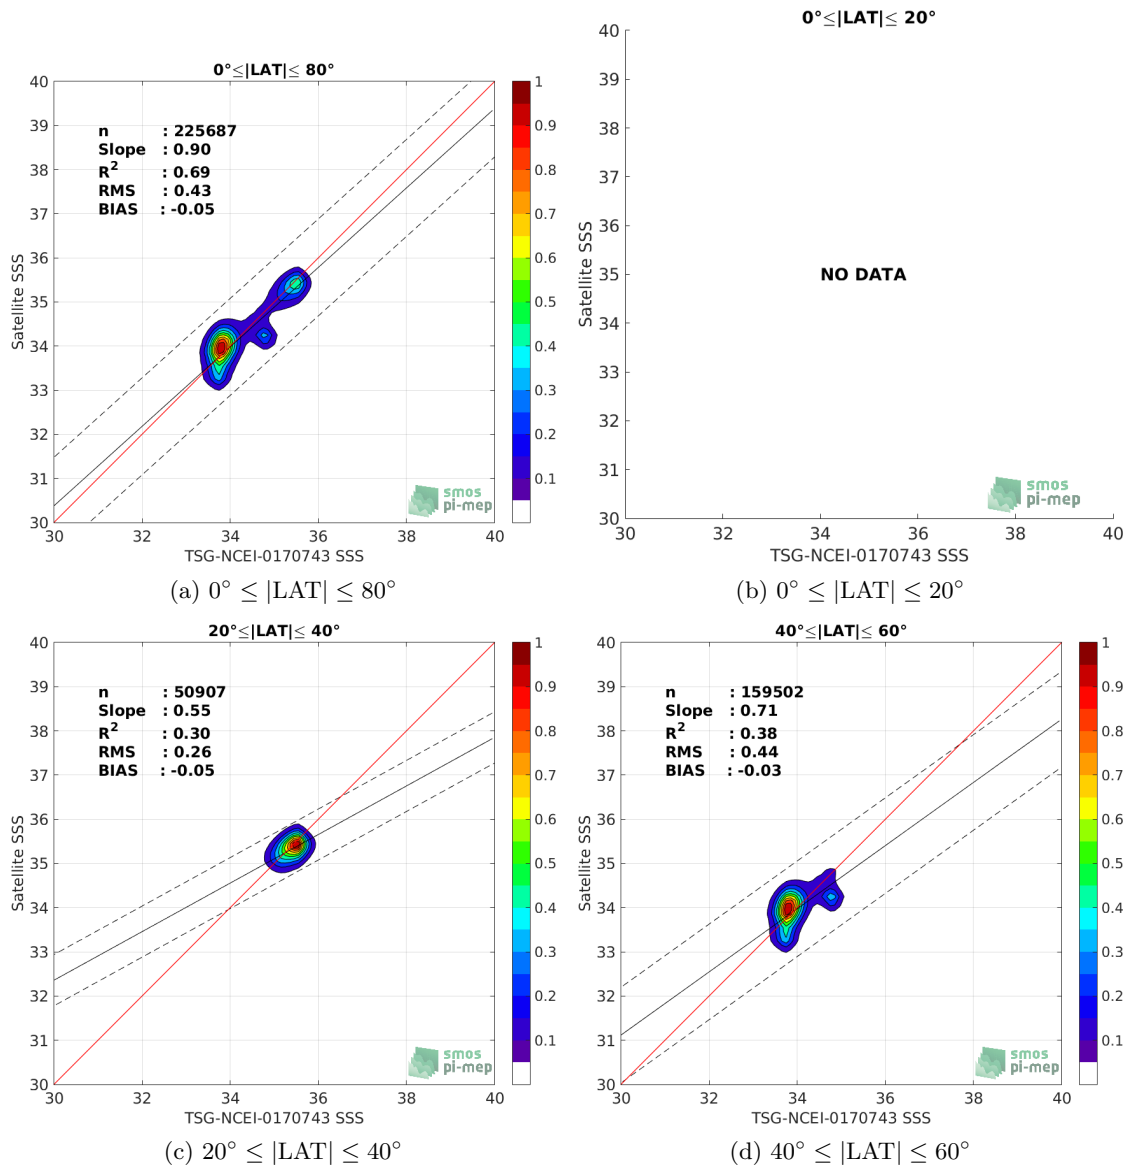 0°≤|LAT|≤ 80°
40
39
38
37
36
35
34
33
32
31
30
Satellite SSS
n : 225687
Slope : 0.90
R2 : 0.69
RMS : 0.43
BIAS : -0.05
smos
pi-mep
30 32 34 36 38 40
TSG-NCEI-0170743 SSS
1
0.9
0.8
0.7
0.6
0.5
0.4
0.3
0.2
0.1
(a) 0° ≤ |LAT| ≤ 80°
0°≤|LAT|≤ 20°
40
39
38
37
36
35
34
33
32
31
30
Satellite SSS
NO DATA
smos
pi-mep
30 32 34 36 38 40
TSG-NCEI-0170743 SSS
(b) 0° ≤ |LAT| ≤ 20°
20°≤|LAT|≤ 40°
40
39
38
37
36
35
34
33
32
31
30
Satellite SSS
n : 50907
Slope : 0.55
R2 : 0.30
RMS : 0.26
BIAS : -0.05
smos
pi-mep
30 32 34 36 38 40
TSG-NCEI-0170743 SSS
1
0.9
0.8
0.7
0.6
0.5
0.4
0.3
0.2
0.1
(c) 20° ≤ |LAT| ≤ 40°
40°≤|LAT|≤ 60°
40
39
38
37
36
35
34
33
32
31
30
Satellite SSS
n : 159502
Slope : 0.71
R2 : 0.38
RMS : 0.44
BIAS : -0.03
smos
pi-mep
30 32 34 36 38 40
TSG-NCEI-0170743 SSS
1
0.9
0.8
0.7
0.6
0.5
0.4
0.3
0.2
0.1
(d) 40° ≤ |LAT| ≤ 60°